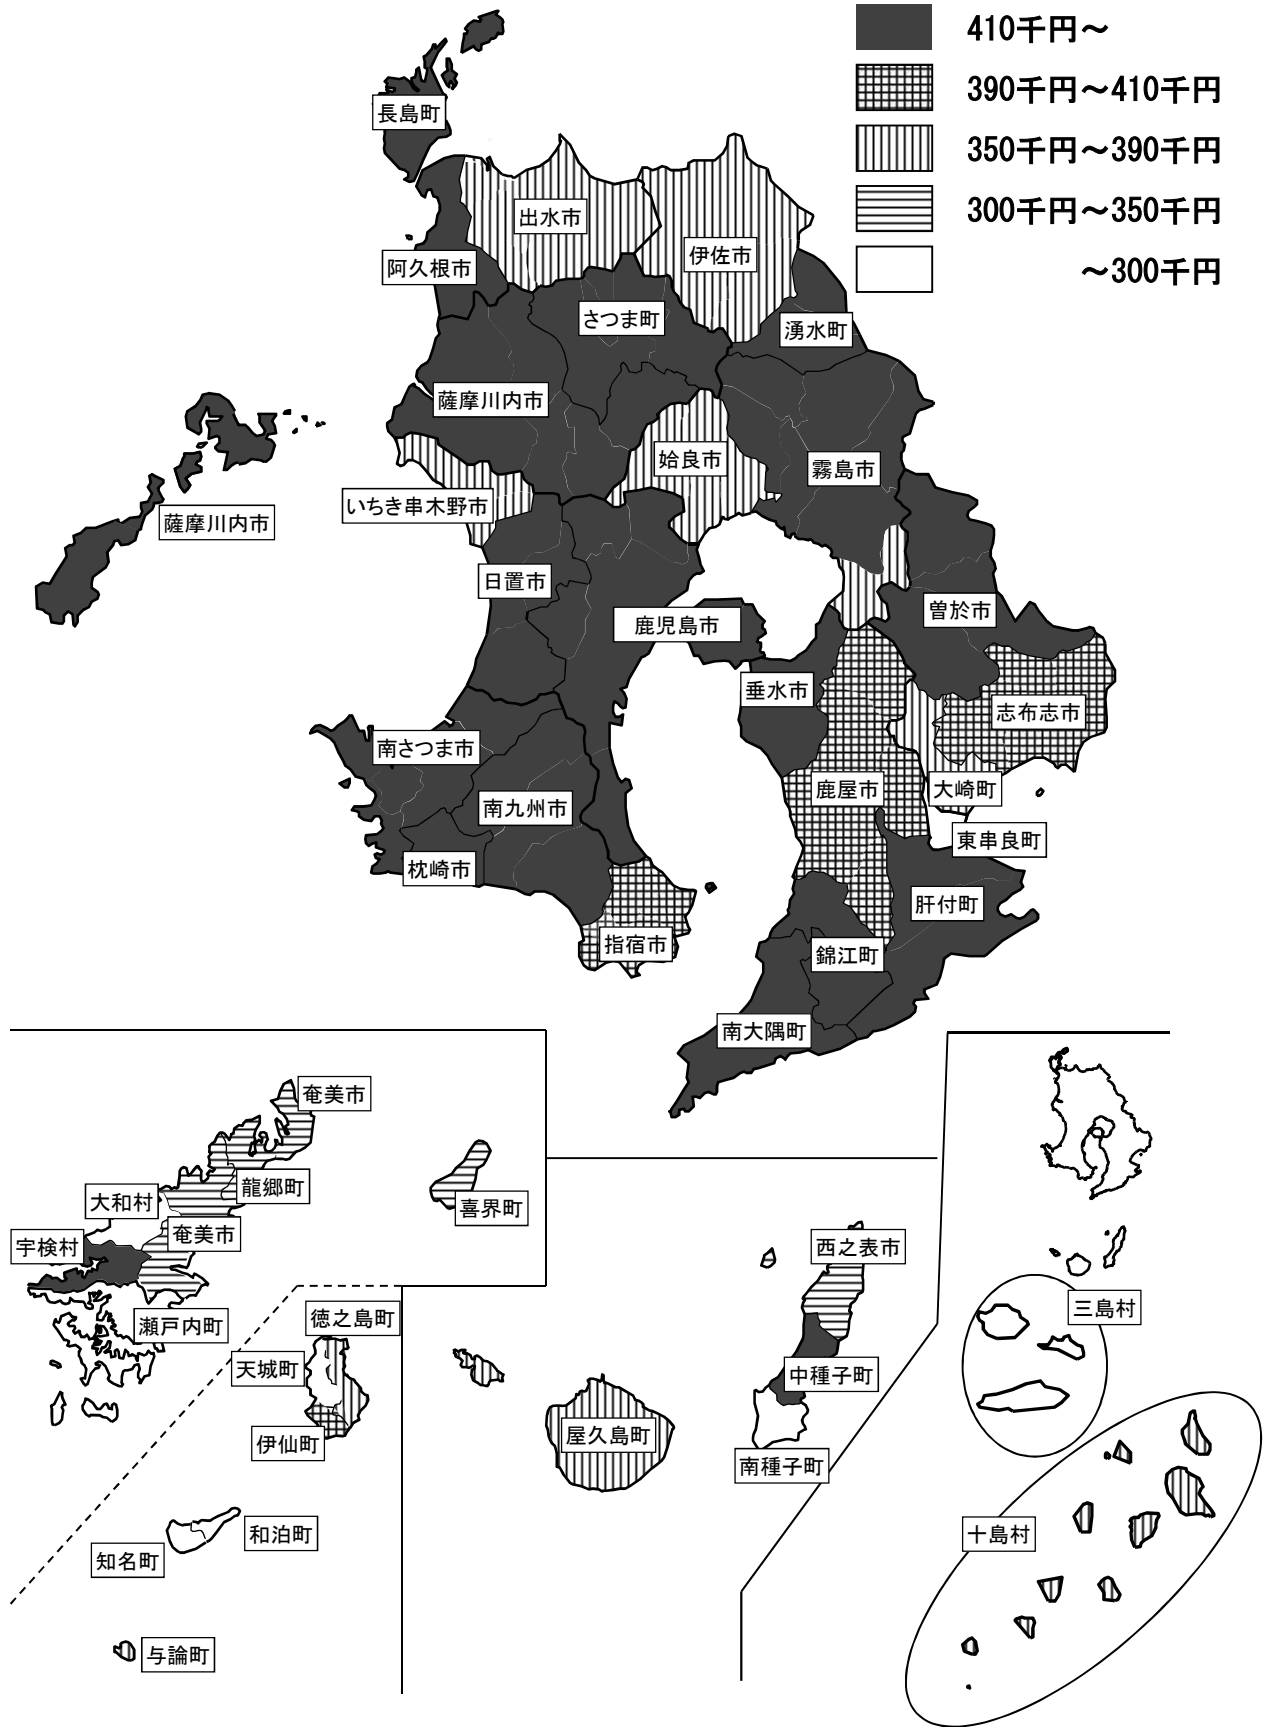 410千円～
390千円～410千円
350千円～390千円
300千円～350千円
～300千円
長島町
出水市
伊佐市
阿久根市
さつま町
湧水町
薩摩川内市
姶良市
霧島市
いちき串木野市
薩摩川内市
日置市
曽於市
鹿児島市
垂水市
志布志市
南さつま市
鹿屋市
大崎町
南九州市
東串良町
枕崎市
肝付町
指宿市
錦江町
南大隅町
奄美市
龍郷町
大和村
喜界町
奄美市
宇検村
西之表市
三島村
瀬戸内町
徳之島町
天城町
中種子町
屋久島町
伊仙町
南種子町
十島村
和泊町
知名町
与論町